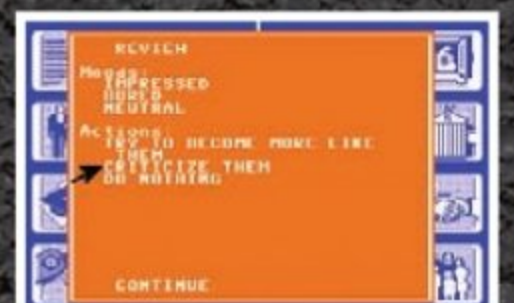 REVIEW
Moods:
IMPRESSED
BORED
NEUTRAL
Actions:
TRY TO BECOME MORE LIKE
THEM
CRITICIZE THEM
DO NOTHING
CONTINUE